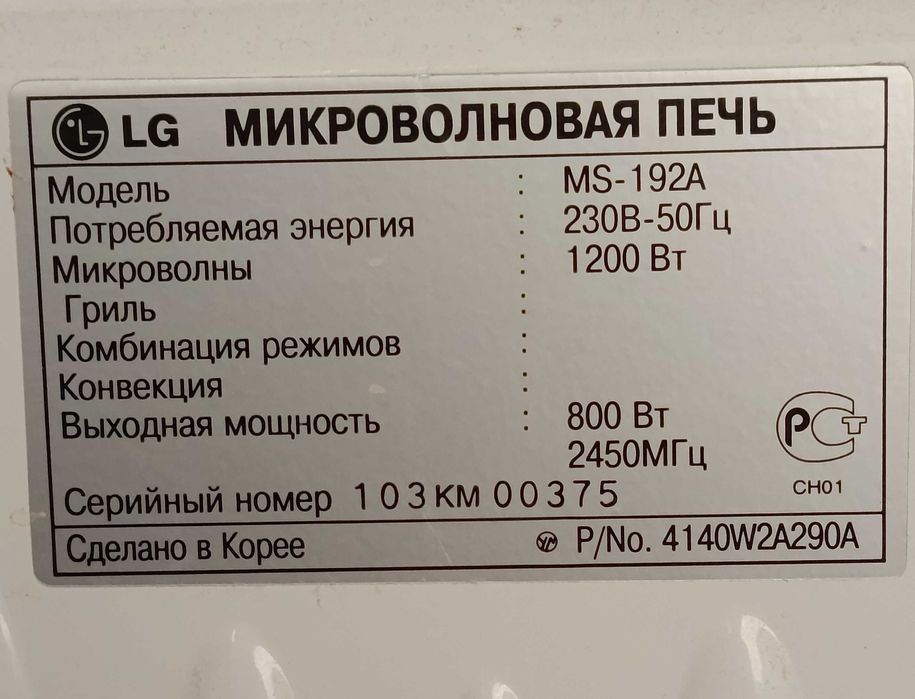 LG МИКРОВОЛНОВАЯ ПЕЧЬ
Модель : MS-192A
Потребляемая энергия : 230В-50Гц
Микроволны : 1200 Вт
Гриль :
Комбинация режимов :
Конвекция :
Выходная мощность : 800 Вт
2450МГц
РСТ
СН01
Серийный номер 103КМ00375
Сделано в Корее P/No. 4140W2A290A